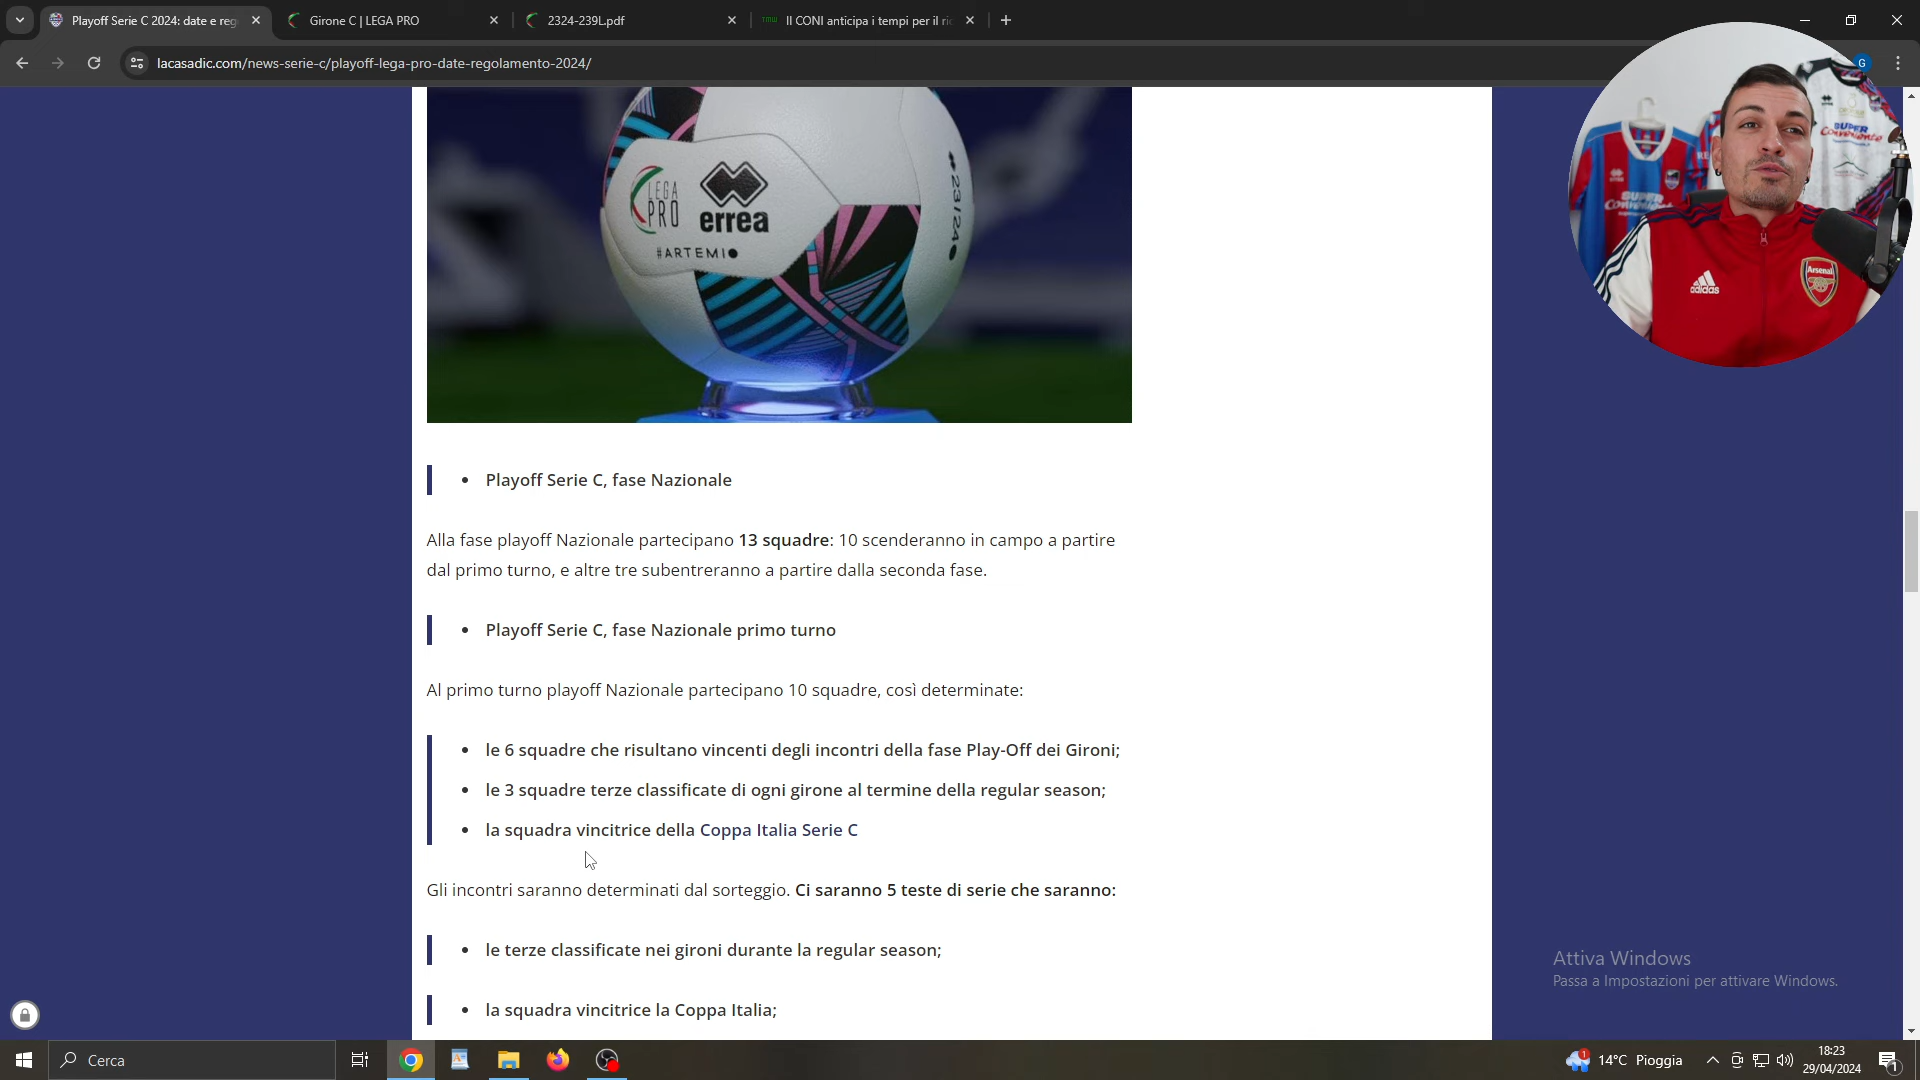 Playoff Serie C 2024: date e reg
Girone C | LEGA PRO
2324-239L.pdf
Il CONI anticipa i tempi per il ri
lacasadic.com/news-serie-c/playoff-lega-pro-date-regolamento-2024/
G
LEGA PRO
errea
#ARTEMIO
#23/24
SUPER
Conveniente
SUPER
Conveniente
adidas
Arsenal
• Playoff Serie C, fase Nazionale
Alla fase playoff Nazionale partecipano 13 squadre: 10 scenderanno in campo a partire
dal primo turno, e altre tre subentreranno a partire dalla seconda fase.
• Playoff Serie C, fase Nazionale primo turno
Al primo turno playoff Nazionale partecipano 10 squadre, così determinate:
• le 6 squadre che risultano vincenti degli incontri della fase Play-Off dei Gironi;
• le 3 squadre terze classificate di ogni girone al termine della regular season;
• la squadra vincitrice della Coppa Italia Serie C
Gli incontri saranno determinati dal sorteggio. Ci saranno 5 teste di serie che saranno:
• le terze classificate nei gironi durante la regular season;
• la squadra vincitrice la Coppa Italia;
Attiva Windows
Passa a Impostazioni per attivare Windows.
Cerca
1
14°C Pioggia
18:23
29/04/2024
1